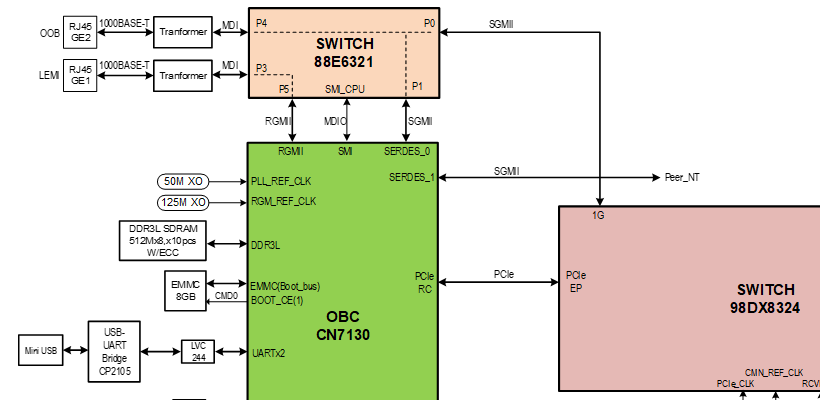 OOB
RJ45
GE2
1000BASE-T
Tranformer
MDI
P4
P0
SGMII
SWITCH
88E6321
LEMI
RJ45
GE1
1000BASE-T
Tranformer
MDI
P3
P5
SMI_CPU
P1
RGMII
MDIO
SGMII
RGMII
SMI
SERDES_0
50M XO
PLL_REF_CLK
SERDES_1
SGMII
Peer_NT
125M XO
RGM_REF_CLK
1G
DDR3L SDRAM
512Mx8,x10pcs
W/ECC
DDR3L
EMMC
8GB
EMMC(Boot_bus)
CMD0
BOOT_CE(1)
PCIe
RC
PCIe
PCIe
EP
SWITCH
98DX8324
OBC
CN7130
Mini USB
USB-
UART
Bridge
CP2105
LVC
244
UARTx2
CMN_REF_CLK
PCIe_CLK
RCV